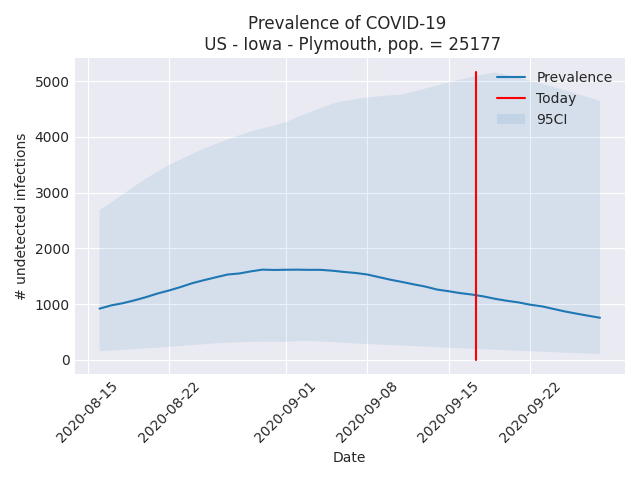 Prevalence of COVID-19
US - Iowa - Plymouth, pop. = 25177
Prevalence
Today
95CI
5000
4000
3000
2000
1000
0
# undetected infections
2020-08-15
2020-08-22
2020-09-01
2020-09-08
2020-09-15
2020-09-22
Date